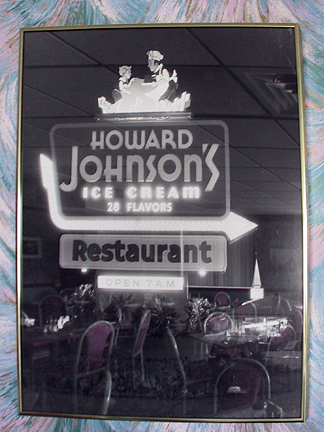 HOWARD
JOHNSON'S
ICE CREAM
28 FLAVORS
Restaurant
OPEN 7 A.M